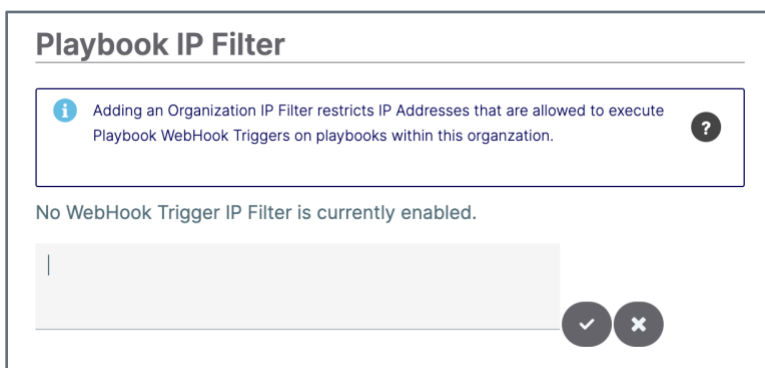 Playbook IP Filter
Adding an Organization IP Filter restricts IP Addresses that are allowed to execute
Playbook WebHook Triggers on playbooks within this organzation.
No WebHook Trigger IP Filter is currently enabled.